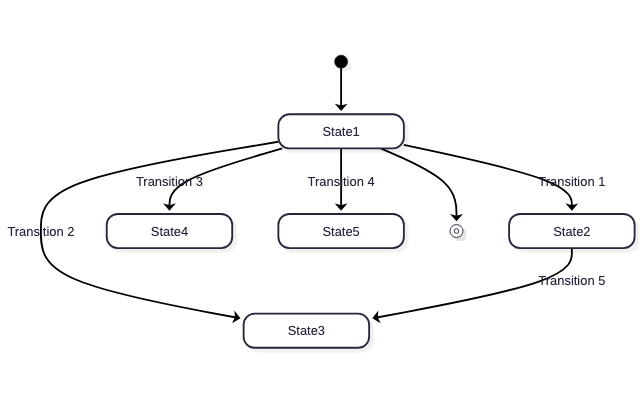 State1
Transition 3
Transition 4
Transition 1
Transition 2
State4
State5
State2
Transition 5
State3